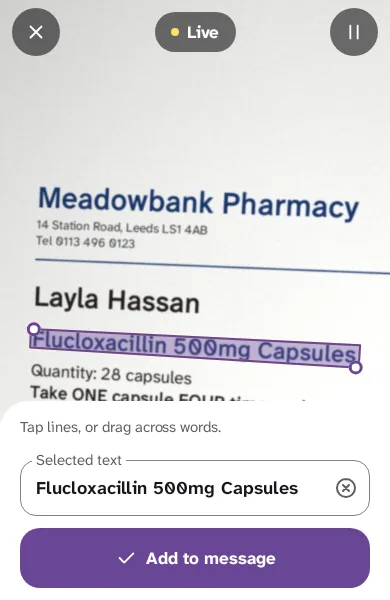 Live
Meadowbank Pharmacy
14 Station Road, Leeds LS1 4AB
Tel 0113 496 0123
Layla Hassan
Flucloxacillin 500mg Capsules
Quantity: 28 capsules
Take ONE capsule FOUR
Tap lines, or drag across words.
Selected text
Flucloxacillin 500mg Capsules
Add to message